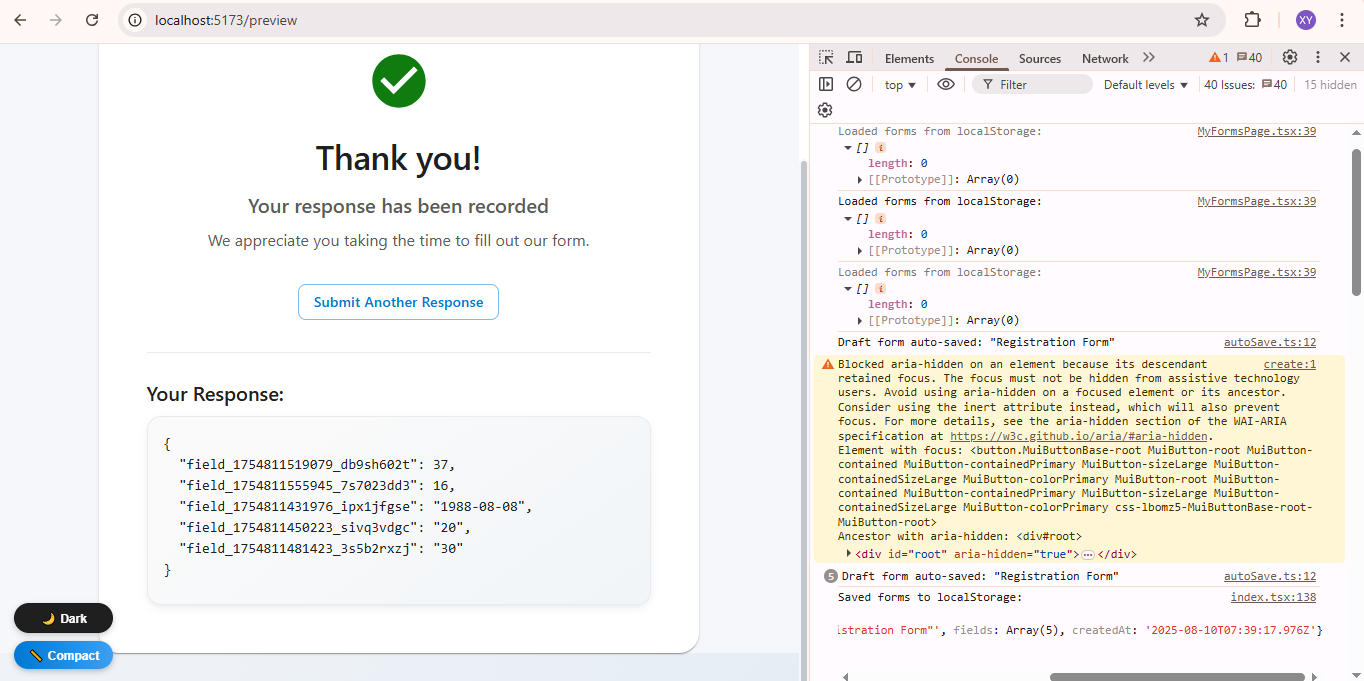 localhost:5173/preview
XY
Thank you!
Your response has been recorded
We appreciate you taking the time to fill out our form.
Submit Another Response
Your Response:
{
"field_1754811519079_db9sh602t": 37,
"field_1754811555945_7s7023dd3": 16,
"field_1754811431976_ipx1jfgse": "1988-08-08",
"field_1754811450223_sivq3vdgc": "20",
"field_1754811481423_3s5b2rxzj": "30"
}
Dark
Compact
Elements Console Sources Network 1 40
top Filter Default levels 40 Issues: 40 15 hidden
Loaded forms from localStorage: MyFormsPage.tsx:39
[] i
length: 0
[[Prototype]]: Array(0)
Loaded forms from localStorage: MyFormsPage.tsx:39
[] i
length: 0
[[Prototype]]: Array(0)
Loaded forms from localStorage: MyFormsPage.tsx:39
[] i
length: 0
[[Prototype]]: Array(0)
Draft form auto-saved: "Registration Form" autoSave.ts:12
Blocked aria-hidden on an element because its descendant create:1
retained focus. The focus must not be hidden from assistive technology
users. Avoid using aria-hidden on a focused element or its ancestor.
Consider using the inert attribute instead, which will also prevent
focus. For more details, see the aria-hidden section of the WAI-ARIA
specification at https://w3c.github.io/aria/#aria-hidden.
Element with focus: <button.MuiButtonBase-root MuiButton-root MuiButton-
contained MuiButton-containedPrimary MuiButton-sizeLarge MuiButton-
containedSizeLarge MuiButton-colorPrimary MuiButton-root MuiButton-
contained MuiButton-containedPrimary MuiButton-sizeLarge MuiButton-
containedSizeLarge MuiButton-colorPrimary css-lbomz5-MuiButtonBase-root-
MuiButton-root>
Ancestor with aria-hidden: <div#root>
<div id="root" aria-hidden="true">…</div>
5 Draft form auto-saved: "Registration Form" autoSave.ts:12
Saved forms to localStorage: index.tsx:138
istration Form"', fields: Array(5), createdAt: '2025-08-10T07:39:17.976Z'}